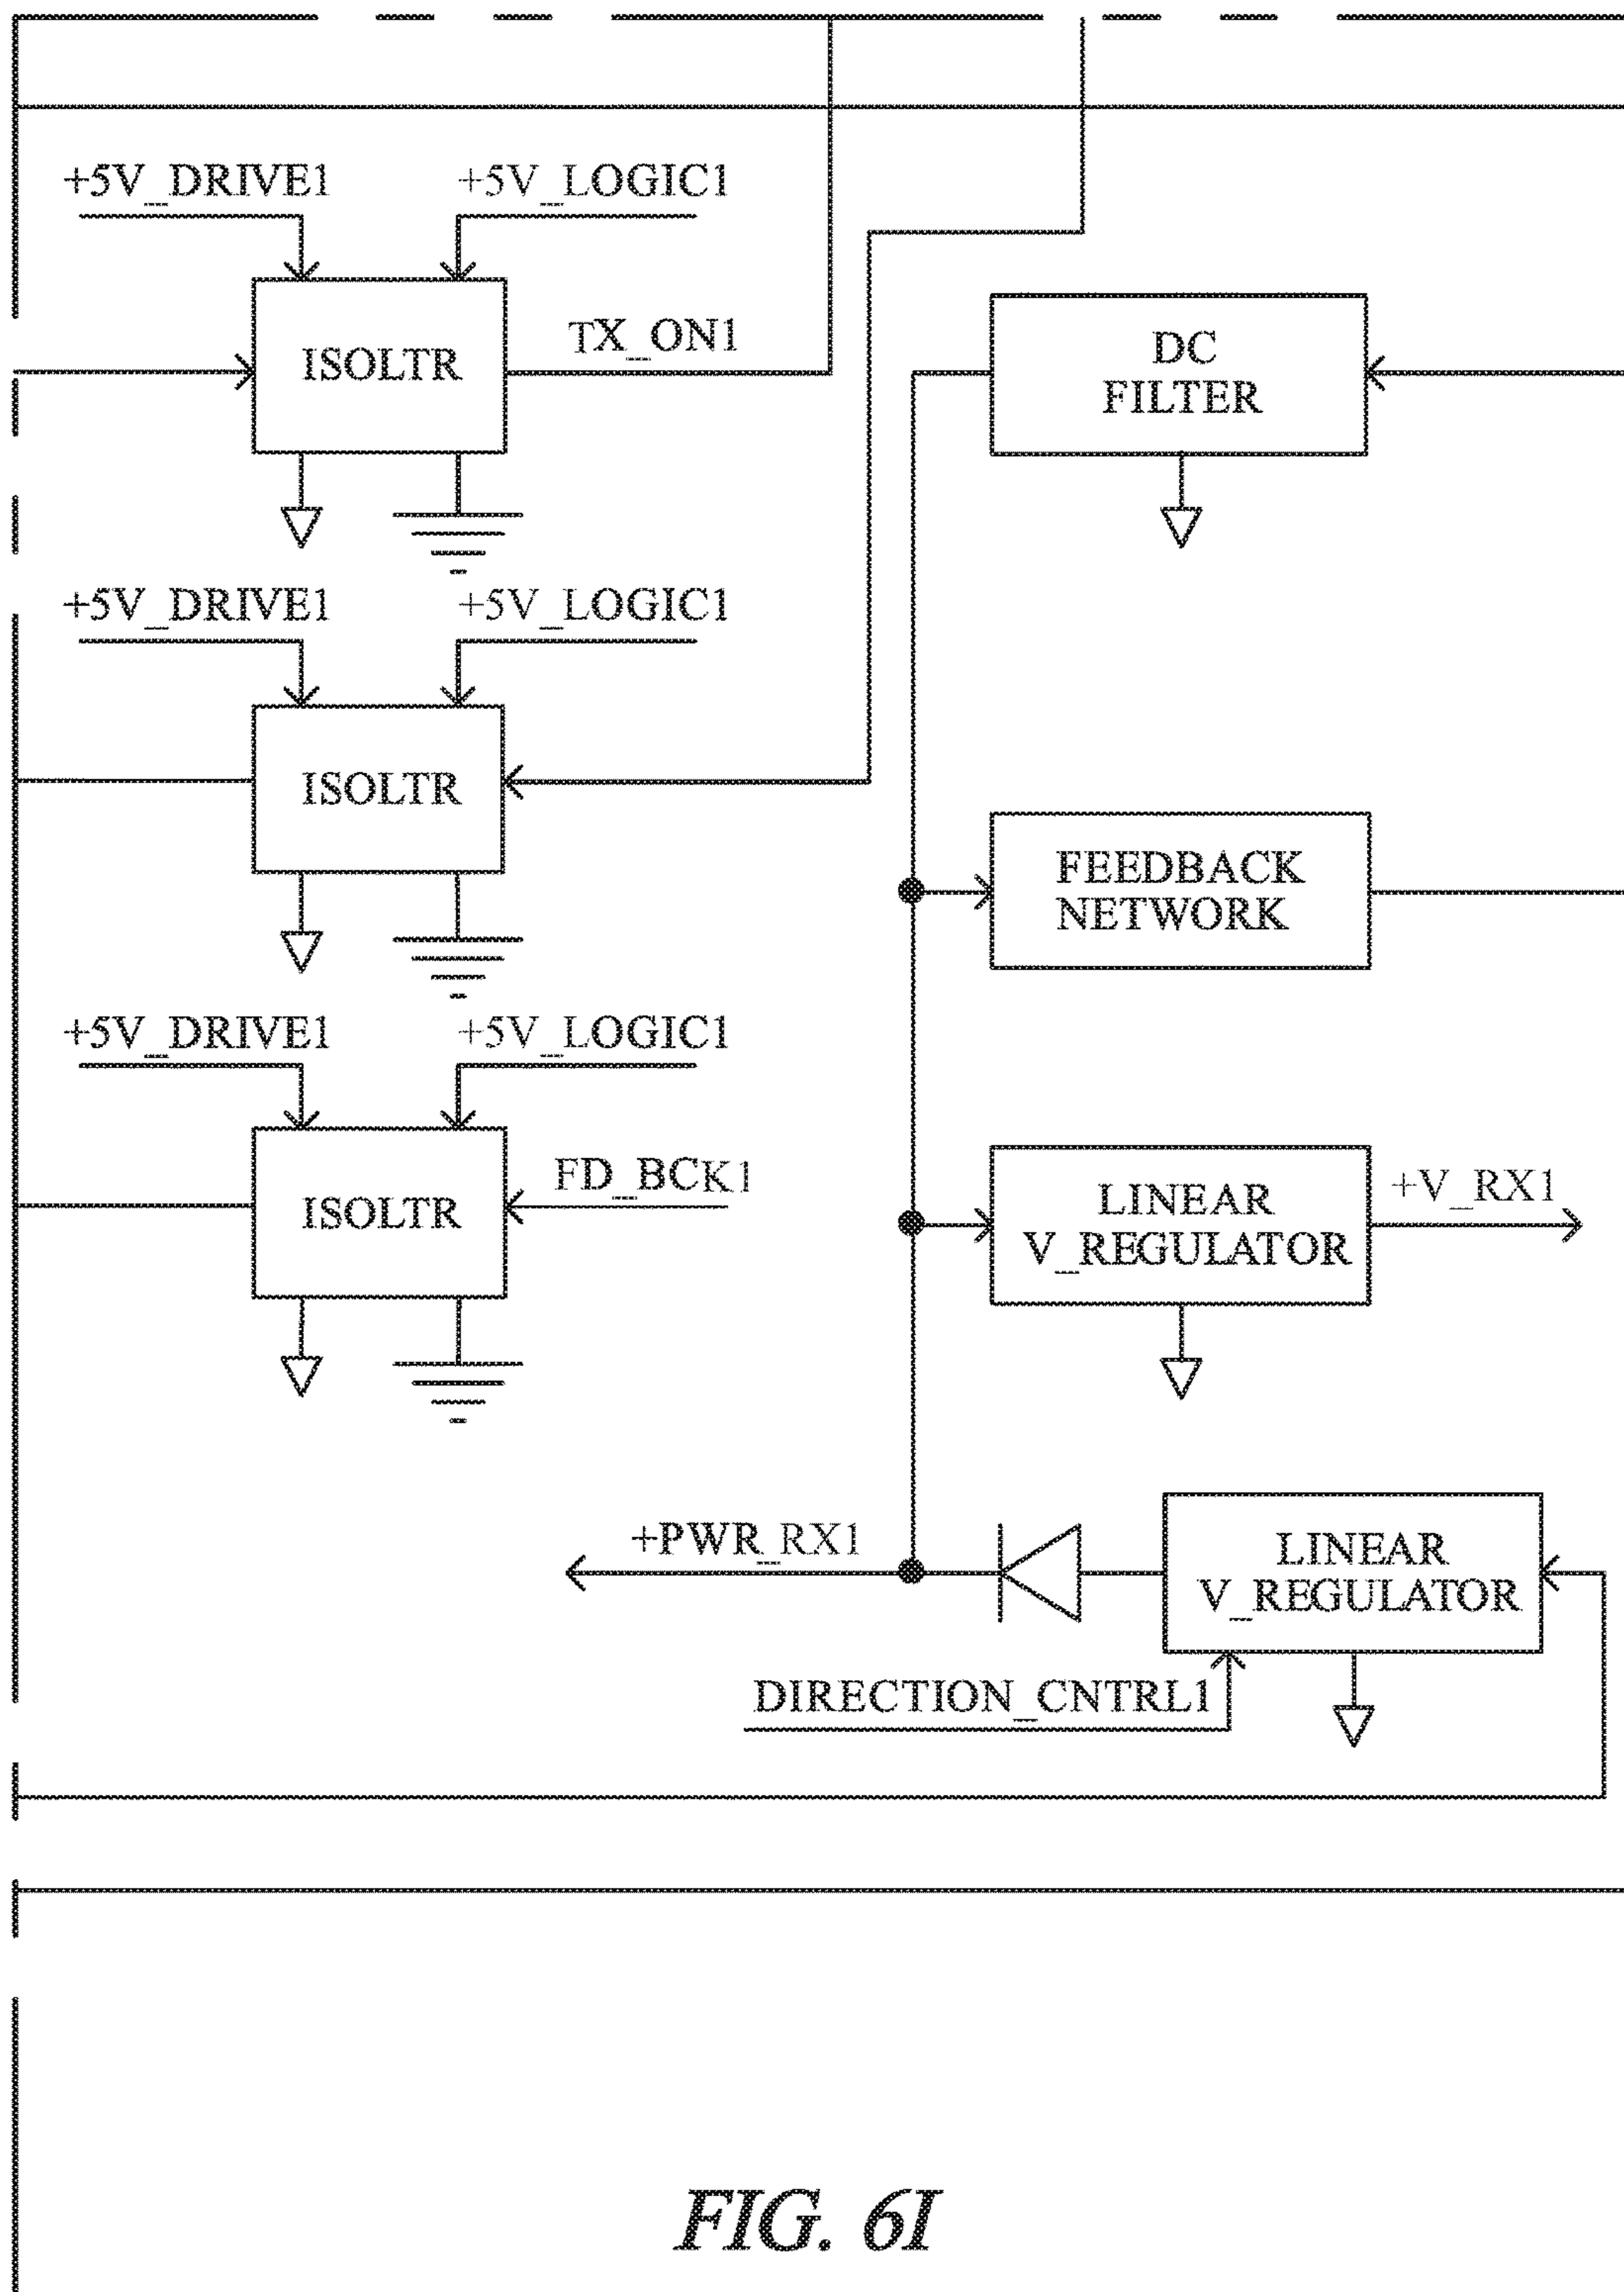 +5V_DRIVE1 +5V_LOGIC1
ISOLTR
TX_ON1
DC
FILTER
+5V_DRIVE1 +5V_LOGIC1
ISOLTR
FEEDBACK
NETWORK
+5V_DRIVE1 +5V_LOGIC1
ISOLTR
FD_BCK1
LINEAR
V_REGULATOR
+V_RX1
+PWR_RX1
LINEAR
V_REGULATOR
DIRECTION_CNTRL1
FIG. 6I